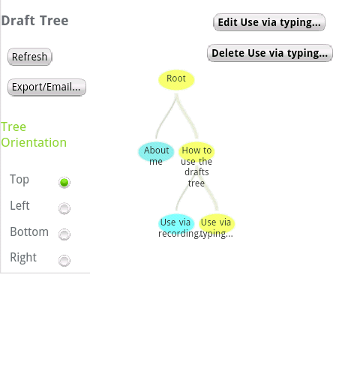 Draft Tree
Edit Use via typing...
Refresh
Delete Use via typing...
Export/Email...
Root
Tree
Orientation
About
me
How to
use the
drafts
tree
Top
Left
Bottom
Right
Use via
recording.
Use via
typing...